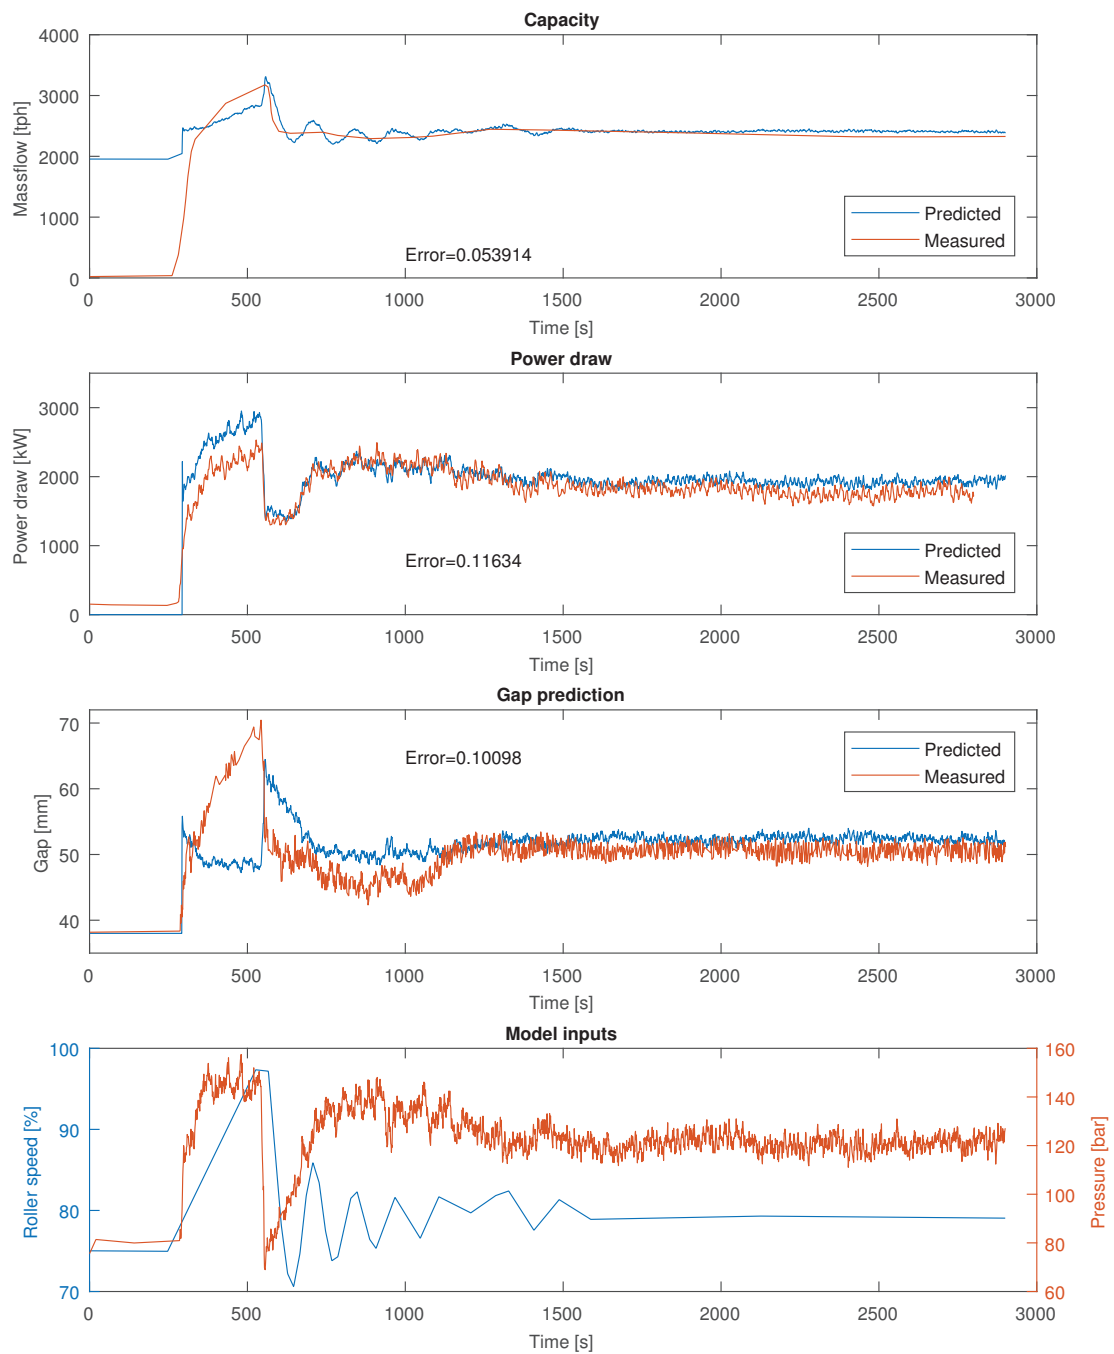 Capacity
4000
3000
2000
1000
0
Massflow [tph]
Predicted
Measured
Error=0.053914
0 500 1000 1500 2000 2500 3000
Time [s]
Power draw
3000
2000
1000
0
Power draw [kW]
Predicted
Measured
Error=0.11634
0 500 1000 1500 2000 2500 3000
Time [s]
Gap prediction
70
60
50
40
Gap [mm]
Error=0.10098
Predicted
Measured
0 500 1000 1500 2000 2500 3000
Time [s]
Model inputs
100
90
80
70
Roller speed [%]
160
140
120
100
80
60
Pressure [bar]
0 500 1000 1500 2000 2500 3000
Time [s]